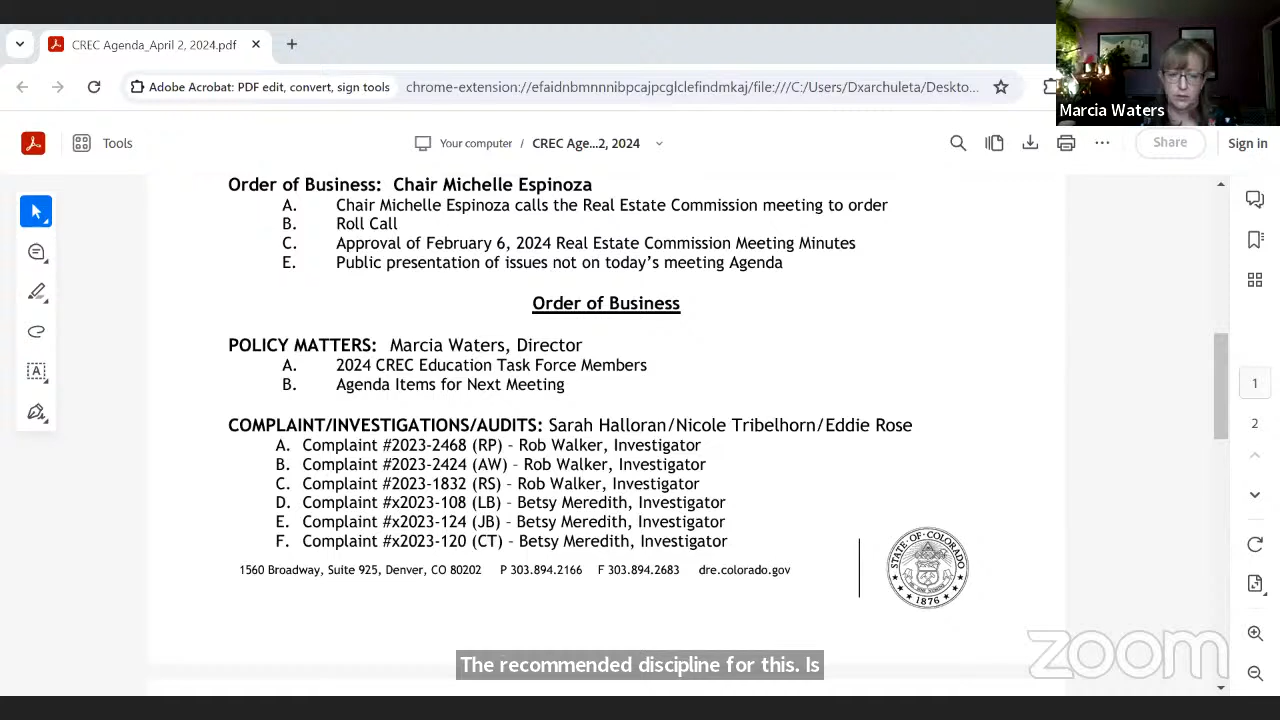 CREC Agenda_April 2, 2024.pdf
Adobe Acrobat: PDF edit, convert, sign tools
chrome-extension://efaidnbmnnnibpcajpcglclefindmkaj/file:///C:/Users/Dxarchuleta/Deskto...
Marcia Waters
Tools
Your computer / CREC Age...2, 2024
Share
Sign in
Order of Business: Chair Michelle Espinoza
A. Chair Michelle Espinoza calls the Real Estate Commission meeting to order
B. Roll Call
C. Approval of February 6, 2024 Real Estate Commission Meeting Minutes
E. Public presentation of issues not on today's meeting Agenda
Order of Business
POLICY MATTERS: Marcia Waters, Director
A. 2024 CREC Education Task Force Members
B. Agenda Items for Next Meeting
COMPLAINT/INVESTIGATIONS/AUDITS: Sarah Halloran/Nicole Tribelhorn/Eddie Rose
A. Complaint #2023-2468 (RP) – Rob Walker, Investigator
B. Complaint #2023-2424 (AW) – Rob Walker, Investigator
C. Complaint #2023-1832 (RS) – Rob Walker, Investigator
D. Complaint #x2023-108 (LB) – Betsy Meredith, Investigator
E. Complaint #x2023-124 (JB) – Betsy Meredith, Investigator
F. Complaint #x2023-120 (CT) – Betsy Meredith, Investigator
1560 Broadway, Suite 925, Denver, CO 80202 P 303.894.2166 F 303.894.2683 dre.colorado.gov
STATE OF COLORADO
1876
1
2
The recommended discipline for this. Is
zoom